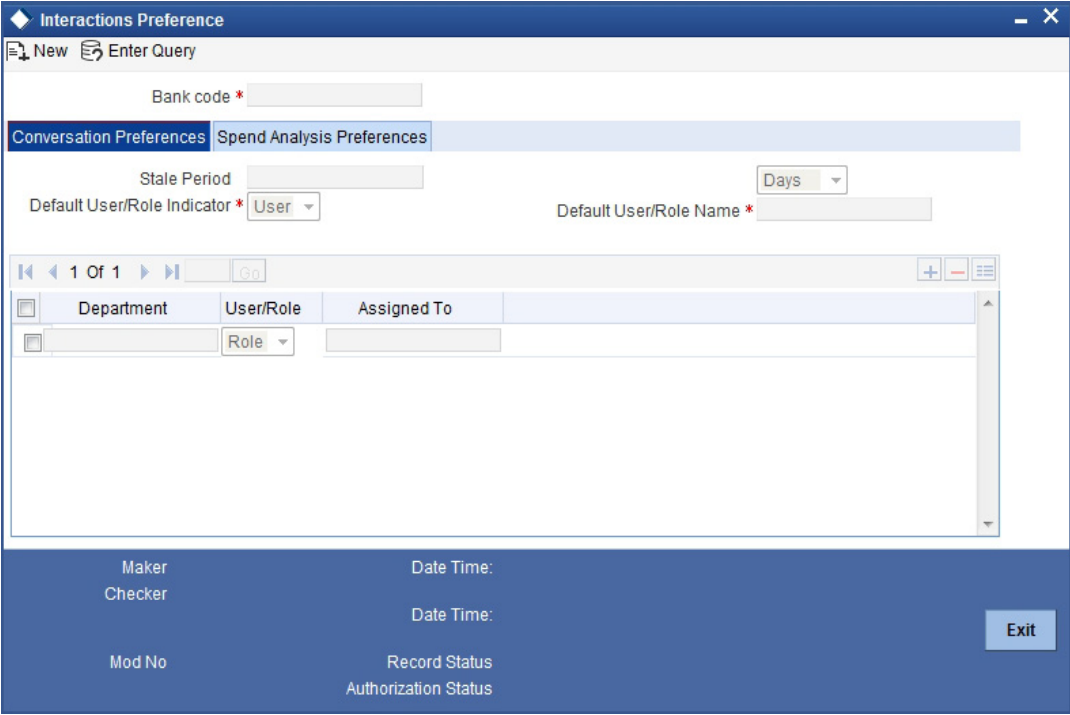 Interactions Preference
New Enter Query
Bank code *
Conversation Preferences Spend Analysis Preferences
Stale Period Days
Default User/Role Indicator * User Default User/Role Name *
1 Of 1 Go
Department User/Role Assigned To
Role
Maker Date Time:
Checker
Date Time:
Exit
Mod No Record Status
Authorization Status